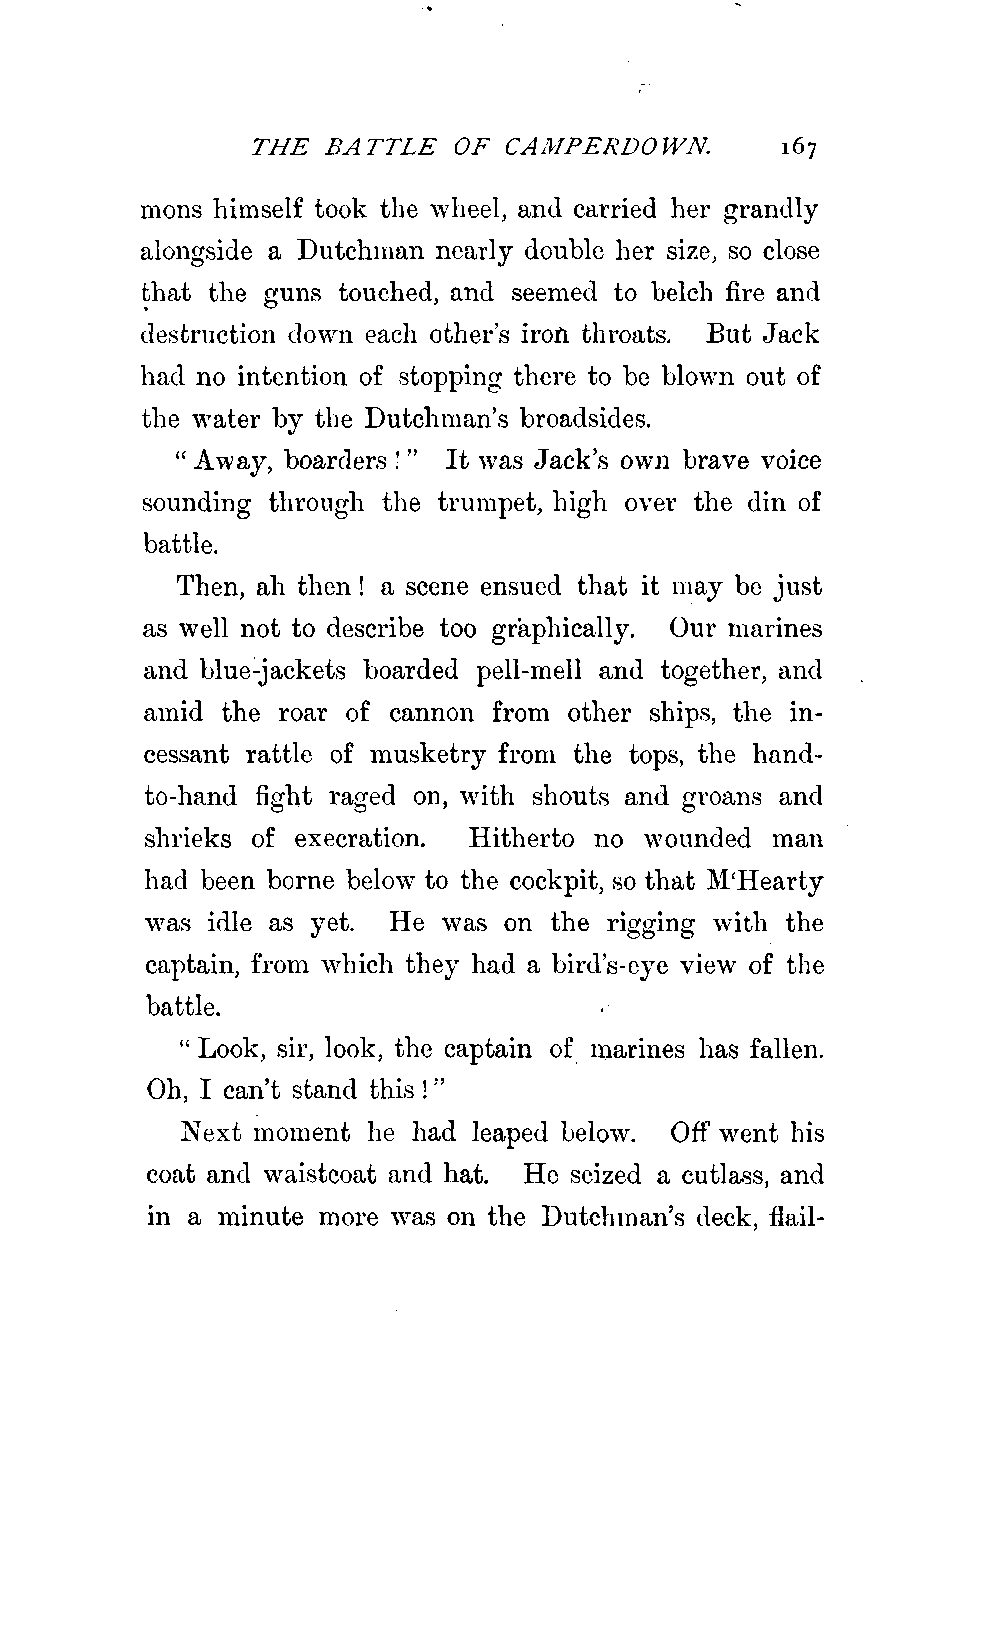 THE BATTLE OF CAMPERDOWN. 167
mons himself took the wheel, and carried her grandly
alongside a Dutchman nearly double her size, so close
that the guns touched, and seemed to belch fire and
destruction down each other's iron throats. But Jack
had no intention of stopping there to be blown out of
the water by the Dutchman's broadsides.
“ Away, boarders ! ” It was Jack's own brave voice
sounding through the trumpet, high over the din of
battle.
Then, ah then ! a scene ensued that it may be just
as well not to describe too graphically. Our marines
and blue-jackets boarded pell-mell and together, and
amid the roar of cannon from other ships, the in-
cessant rattle of musketry from the tops, the hand-
to-hand fight raged on, with shouts and groans and
shrieks of execration. Hitherto no wounded man
had been borne below to the cockpit, so that M‘Hearty
was idle as yet. He was on the rigging with the
captain, from which they had a bird's-eye view of the
battle.
“ Look, sir, look, the captain of marines has fallen.
Oh, I can't stand this ! ”
Next moment he had leaped below. Off went his
coat and waistcoat and hat. He seized a cutlass, and
in a minute more was on the Dutchman's deck, flail-